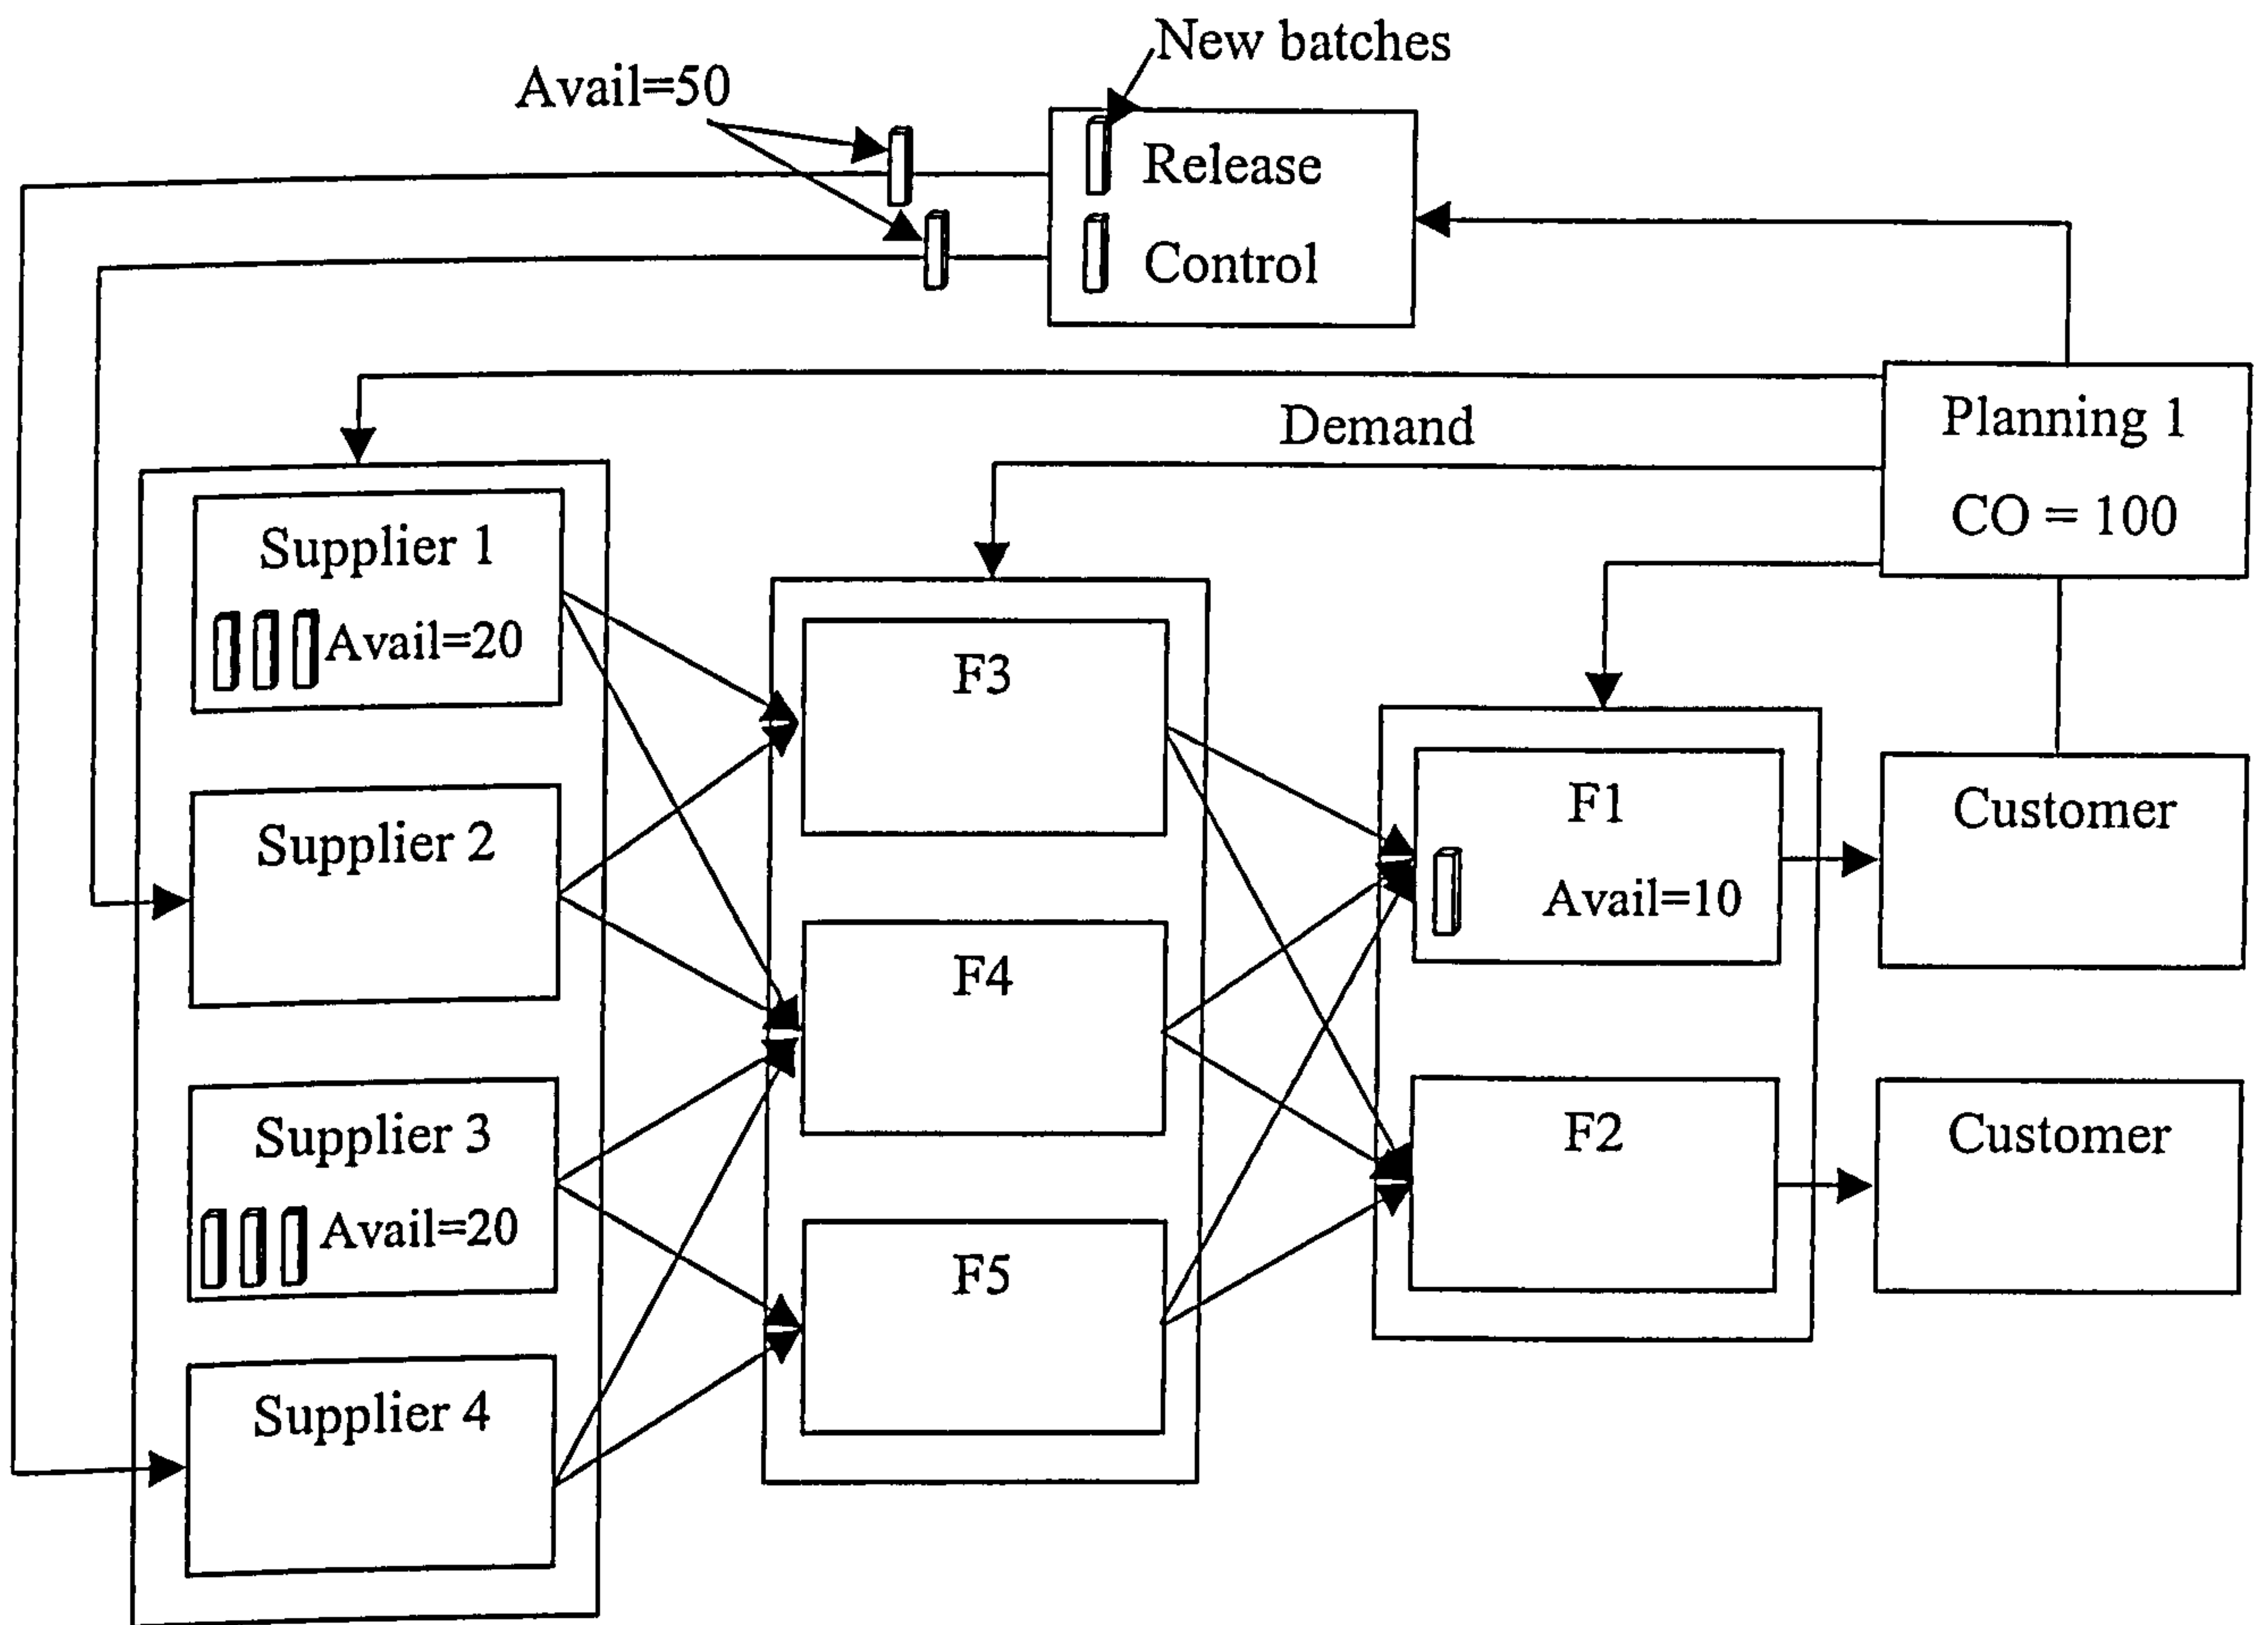 New batches
Avail=50
Release
Control
Demand
Planning 1
CO = 100
Supplier 1
Avail=20
Supplier 2
Supplier 3
Avail=20
Supplier 4
F3
F4
F5
F1
Avail=10
F2
Customer
Customer